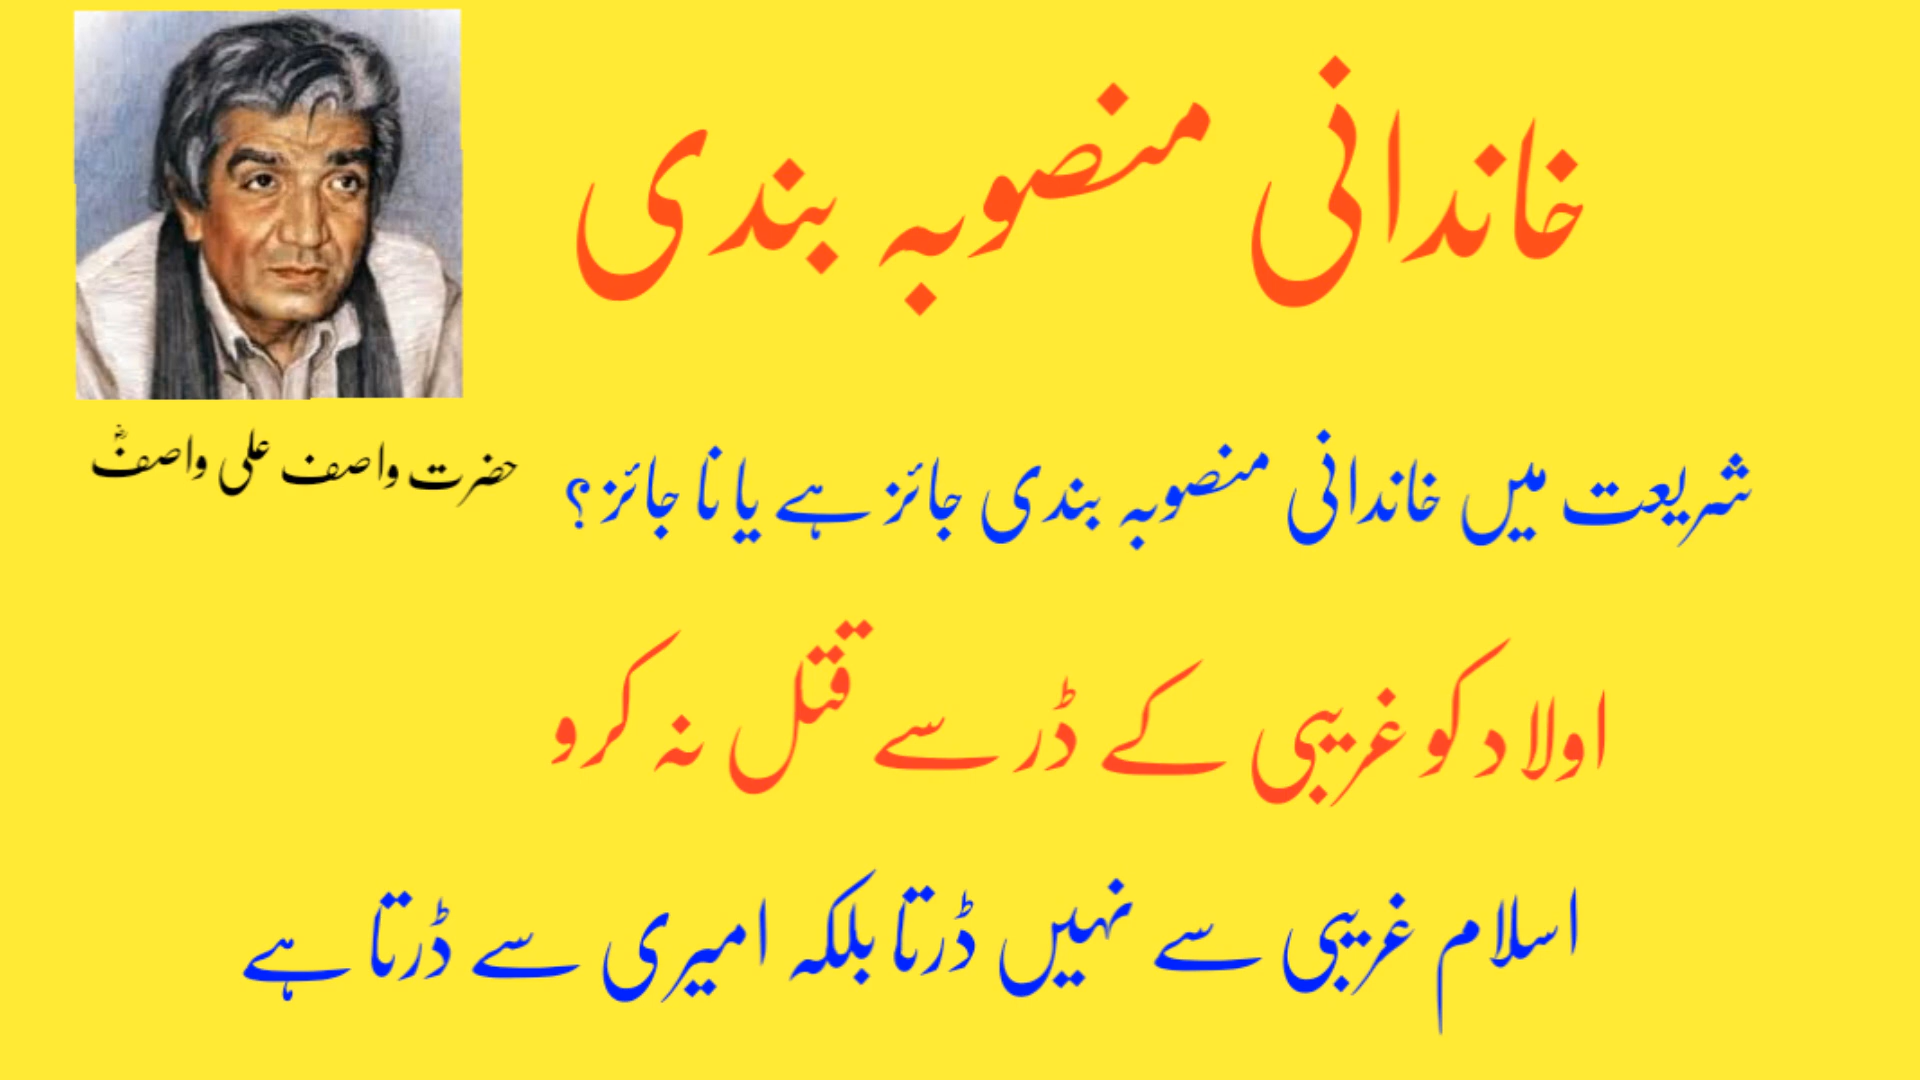 خاندانی منصوبہ بندی
حضرت واصف علی واصفؒ
شریعت میں خاندانی منصوبہ بندی جائز ہے یا نا جائز؟
اولاد کو غریبی کے ڈر سے قتل نہ کرو
اسلام غریبی سے نہیں ڈرتا بلکہ امیری سے ڈرتا ہے